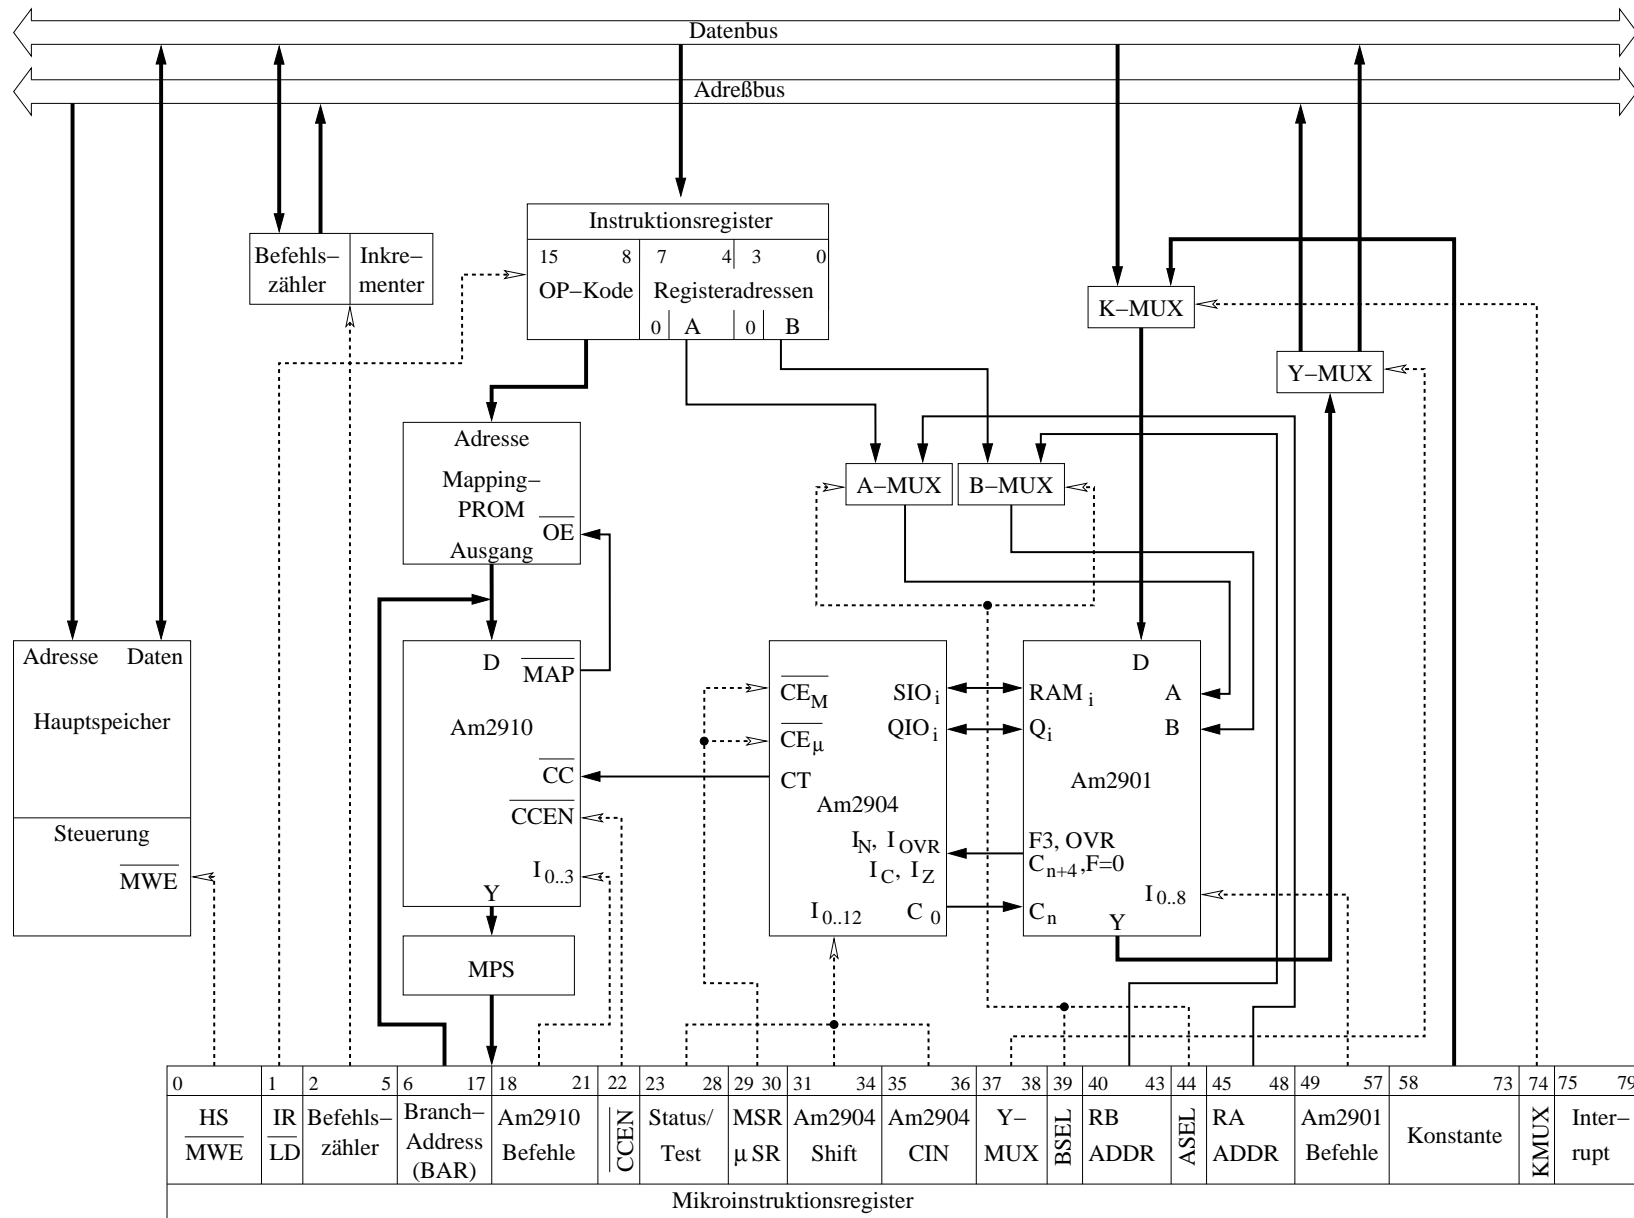 Datenbus
Adreßbus
Instruktionsregister
15 8 7 4 3 0
OP–Kode Registeradressen
0 A 0 B
Befehls–
zähler
Inkre–
menter
K–MUX
Y–MUX
A–MUX
B–MUX
Adresse
Mapping–
PROM
OE
Ausgang
Adresse Daten
Hauptspeicher
Steuerung
MWE
D
MAP
Am2910
CC
CCEN
I0..3
Y
MPS
CEM
CEμ
CT
SIOi
QIOi
Am2904
IN, IOVR
IC, IZ
I0..12
C0
D
RAMi
A
Qi
B
Am2901
F3, OVR
Cn+4,F=0
I0..8
Cn
Y
0 1 2 5 6 17 18 21 22 23 28 29 30 31 34 35 36 37 38 39 40 43 44 45 48 49 57 58 73 74 75 79
HS
MWE
IR
LD
Befehls–
zähler
Branch–
Address
(BAR)
Am2910
Befehle
CCEN
Status/
Test
MSR
μSR
Am2904
Shift
Am2904
CIN
Y–
MUX
BSEL
RB
ADDR
ASEL
RA
ADDR
Am2901
Befehle
Konstante
KMUX
Inter–
rupt
Mikroinstruktionsregister